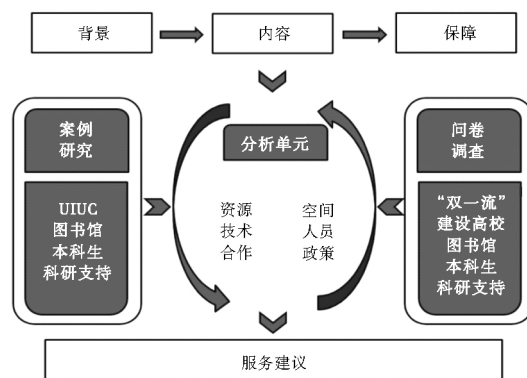 背景
内容
保障
案例
研究
UIUC
图书馆
本科生
科研支持
分析单元
资源 空间
技术 人员
合作 政策
问卷
调查
“双一流”
建设高校
图书馆
本科生
科研支持
服务建议